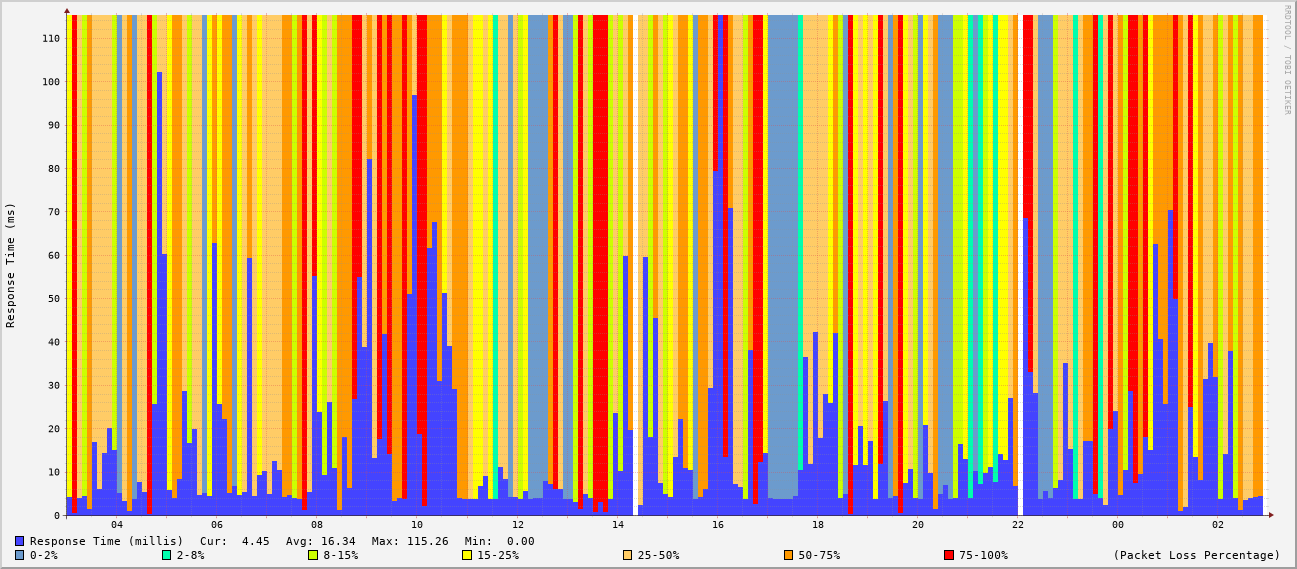 RRDTOOL / TOBI OETIKER
Response Time (ms)
110
100
90
80
70
60
50
40
30
20
10
0
04 06 08 10 12 14 16 18 20 22 00 02
Response Time (millis) Cur: 4.45 Avg: 16.34 Max: 115.26 Min: 0.00
0-2% 2-8% 8-15% 15-25% 25-50% 50-75% 75-100% (Packet Loss Percentage)